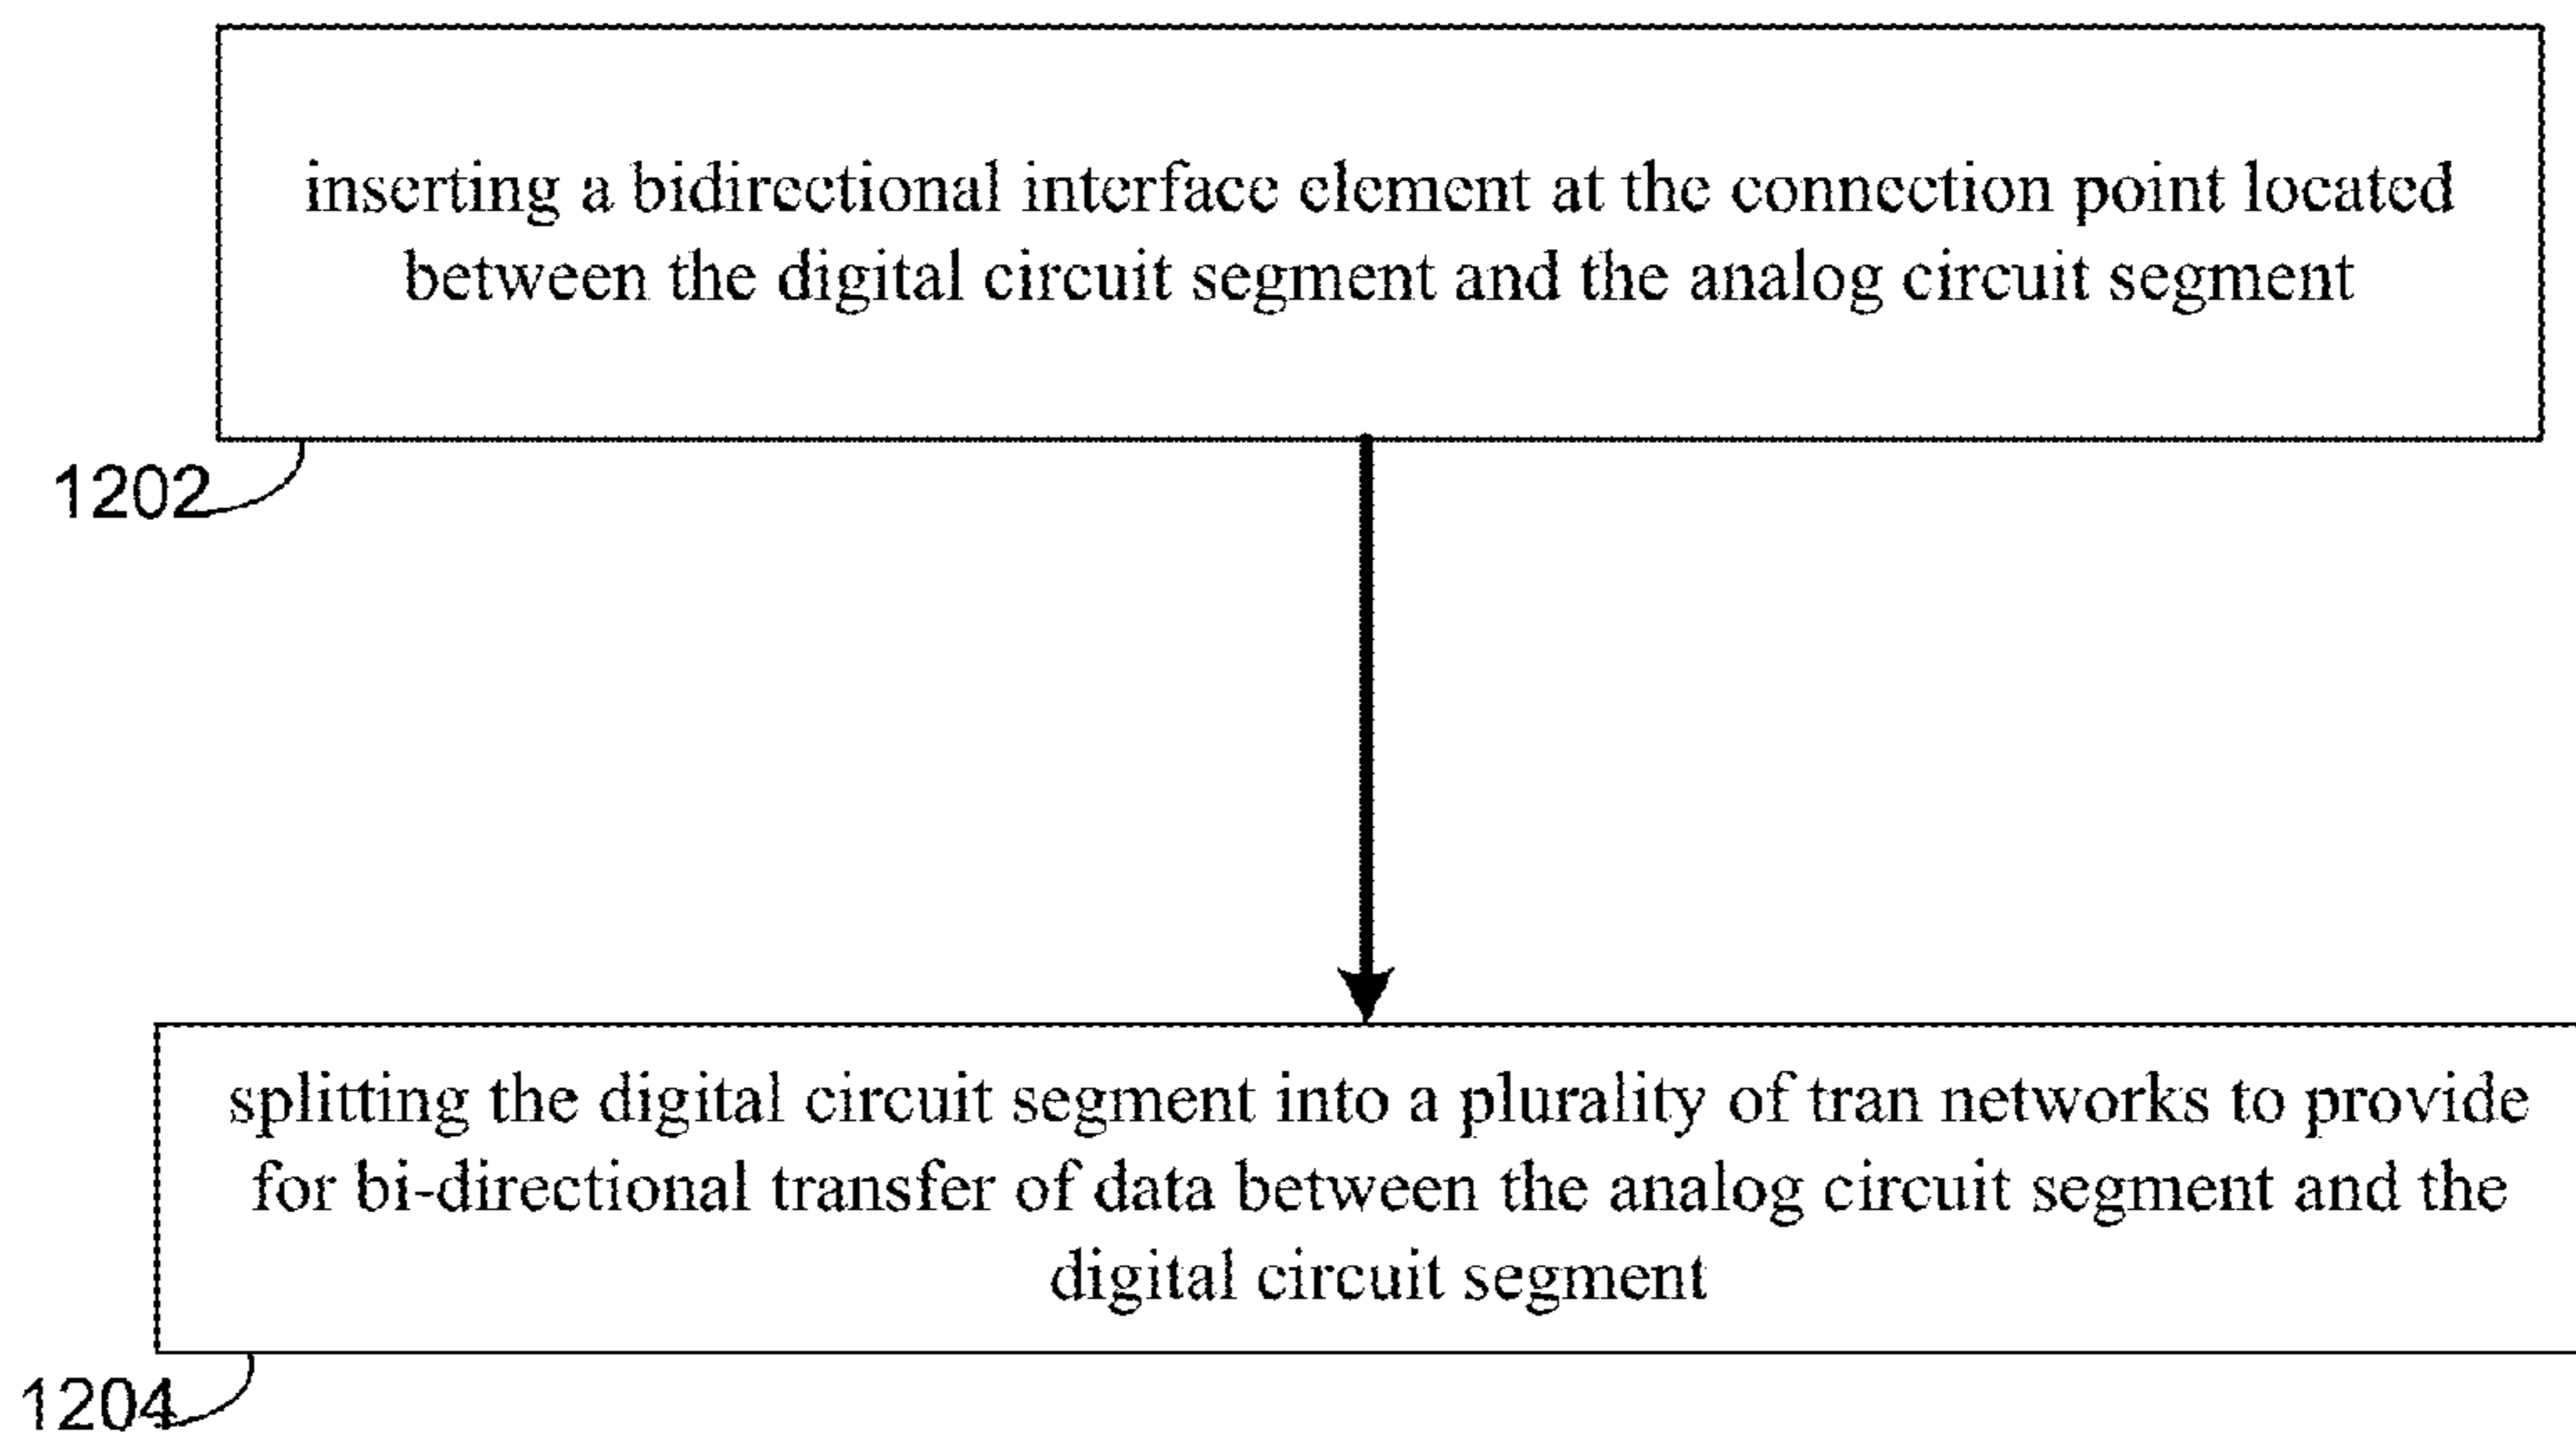 inserting a bidirectional interface element at the connection point located
between the digital circuit segment and the analog circuit segment
1202
splitting the digital circuit segment into a plurality of tran networks to provide
for bi-directional transfer of data between the analog circuit segment and the
digital circuit segment
1204